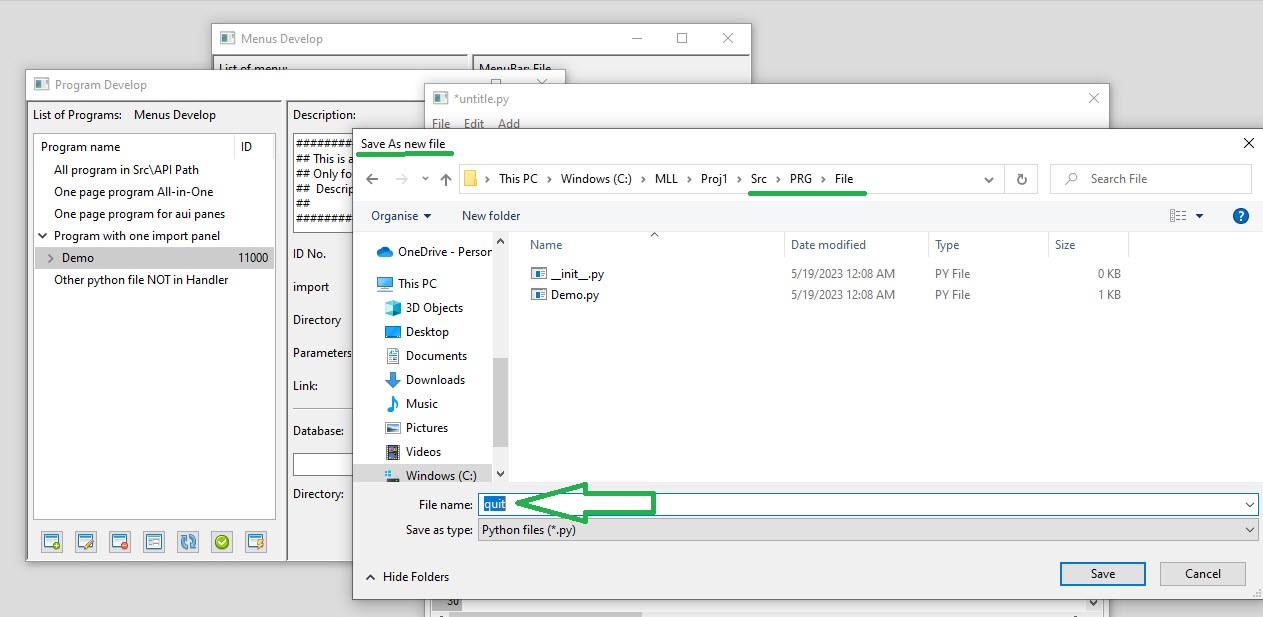 Menus Develop
List of menu:
MenuBar: File
Program Develop
List of Programs: Menus Develop
Program name ID
All program in Src\API Path
One page program All-in-One
One page program for aui panes
Program with one import panel
Demo 11000
Other python file NOT in Handler
Description:
##########
## This is a
## Only fo
## Descrip
##
##########
ID No.
import
Directory
Parameters
Link:
Database:
Directory:
*untitle.py
File Edit Add
Save As new file
This PC > Windows (C:) > MLL > Proj1 > Src > PRG > File
Search File
Organise New folder
OneDrive - Person
This PC
3D Objects
Desktop
Documents
Downloads
Music
Pictures
Videos
Windows (C:)
Name Date modified Type Size
__init__.py 5/19/2023 12:08 AM PY File 0 KB
Demo.py 5/19/2023 12:08 AM PY File 1 KB
File name: quit
Save as type: Python files (*.py)
Hide Folders
Save Cancel
30